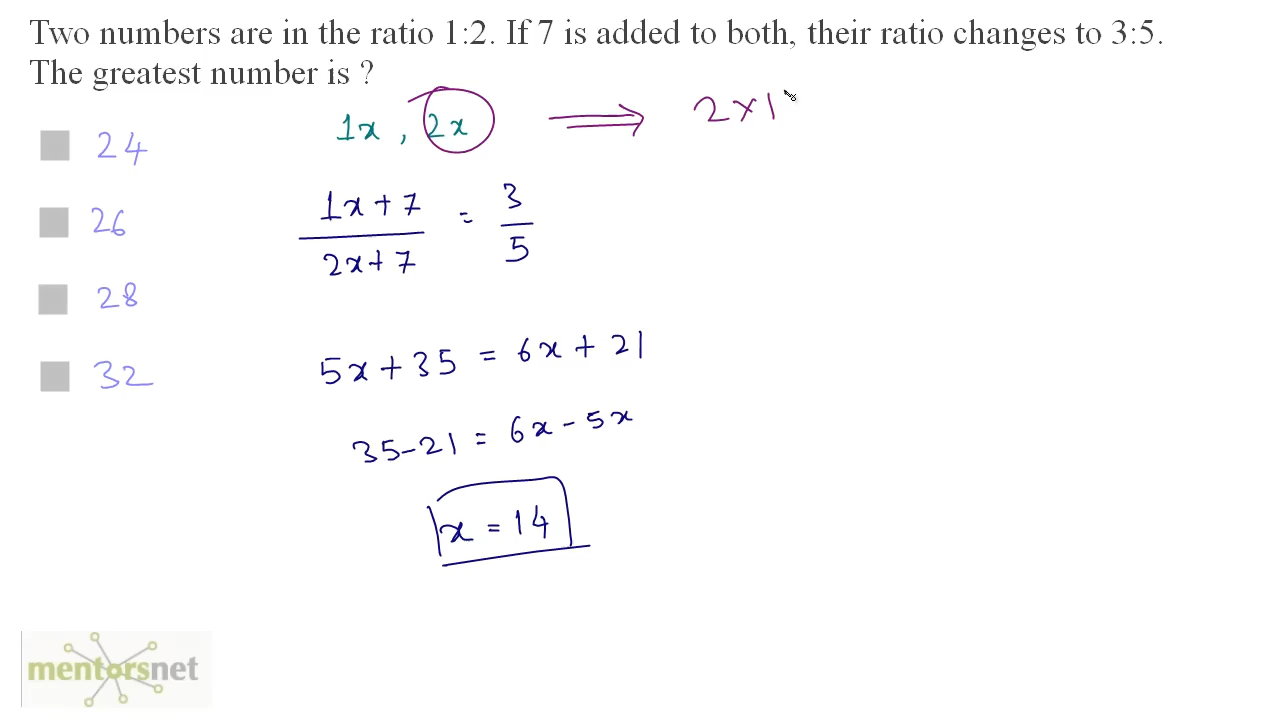 Two numbers are in the ratio 1:2. If 7 is added to both, their ratio changes to 3:5.
The greatest number is ?
1x , 2x ⟹ 2×1
24
26
28
32
1x + 7 / 2x + 7 = 3 / 5
5x + 35 = 6x + 21
35 - 21 = 6x - 5x
x = 14
mentorsnet